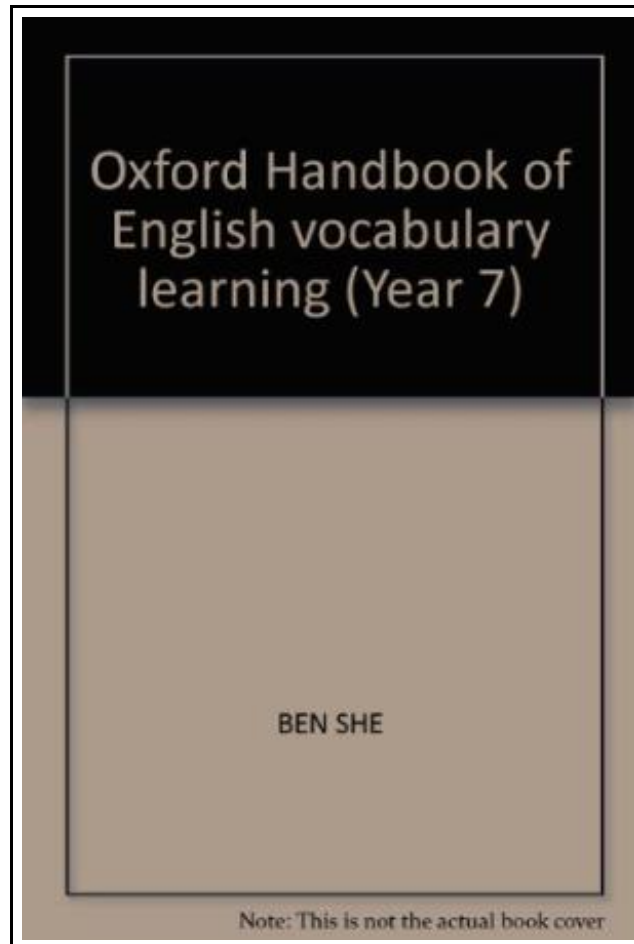 Oxford Handbook of
English vocabulary
learning (Year 7)
BEN SHE
Note: This is not the actual book cover